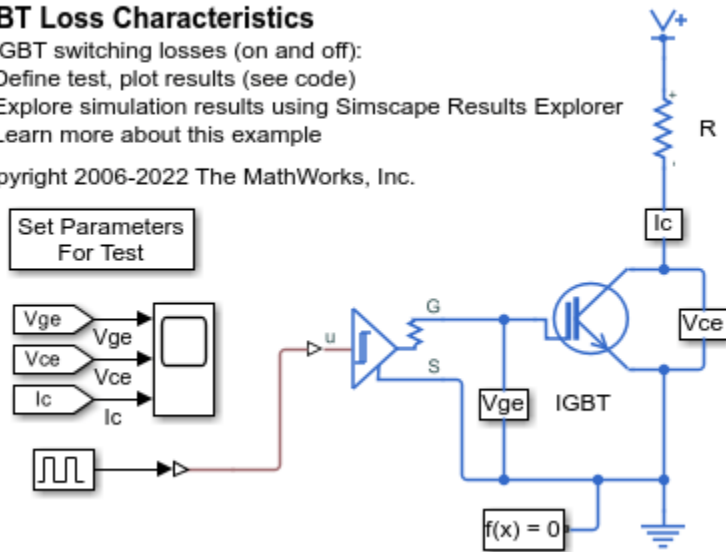 BT Loss Characteristics
GBT switching losses (on and off):
Define test, plot results (see code)
Explore simulation results using Simscape Results Explorer
Learn more about this example
pyright 2006-2022 The MathWorks, Inc.
V+
+
R
-
Set Parameters
For Test
Ic
Vge
Vge
Vce
Vce
Ic
Ic
u
G
S
Vge
IGBT
Vce
f(x) = 0